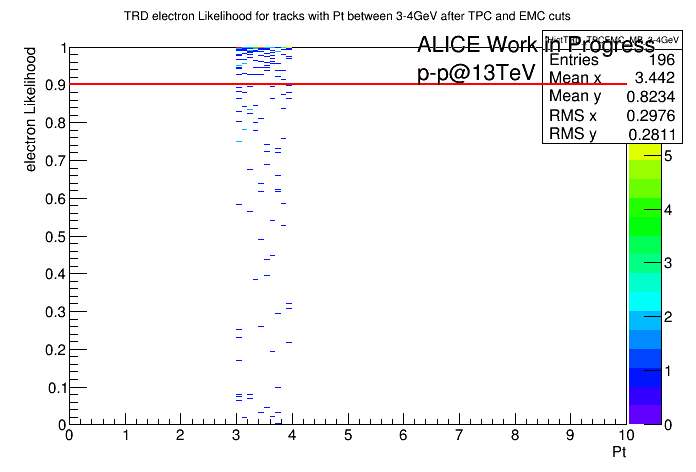 TRD electron Likelihood for tracks with Pt between 3-4GeV after TPC and EMC cuts
ALICE Work in Progress
p-p@13TeV
Entries 196
Mean x 3.442
Mean y 0.8234
RMS x 0.2976
RMS y 0.2811
electron Likelihood
1
0.9
0.8
0.7
0.6
0.5
0.4
0.3
0.2
0.1
0
0 1 2 3 4 5 6 7 8 9 10
Pt
5
4
3
2
1
0